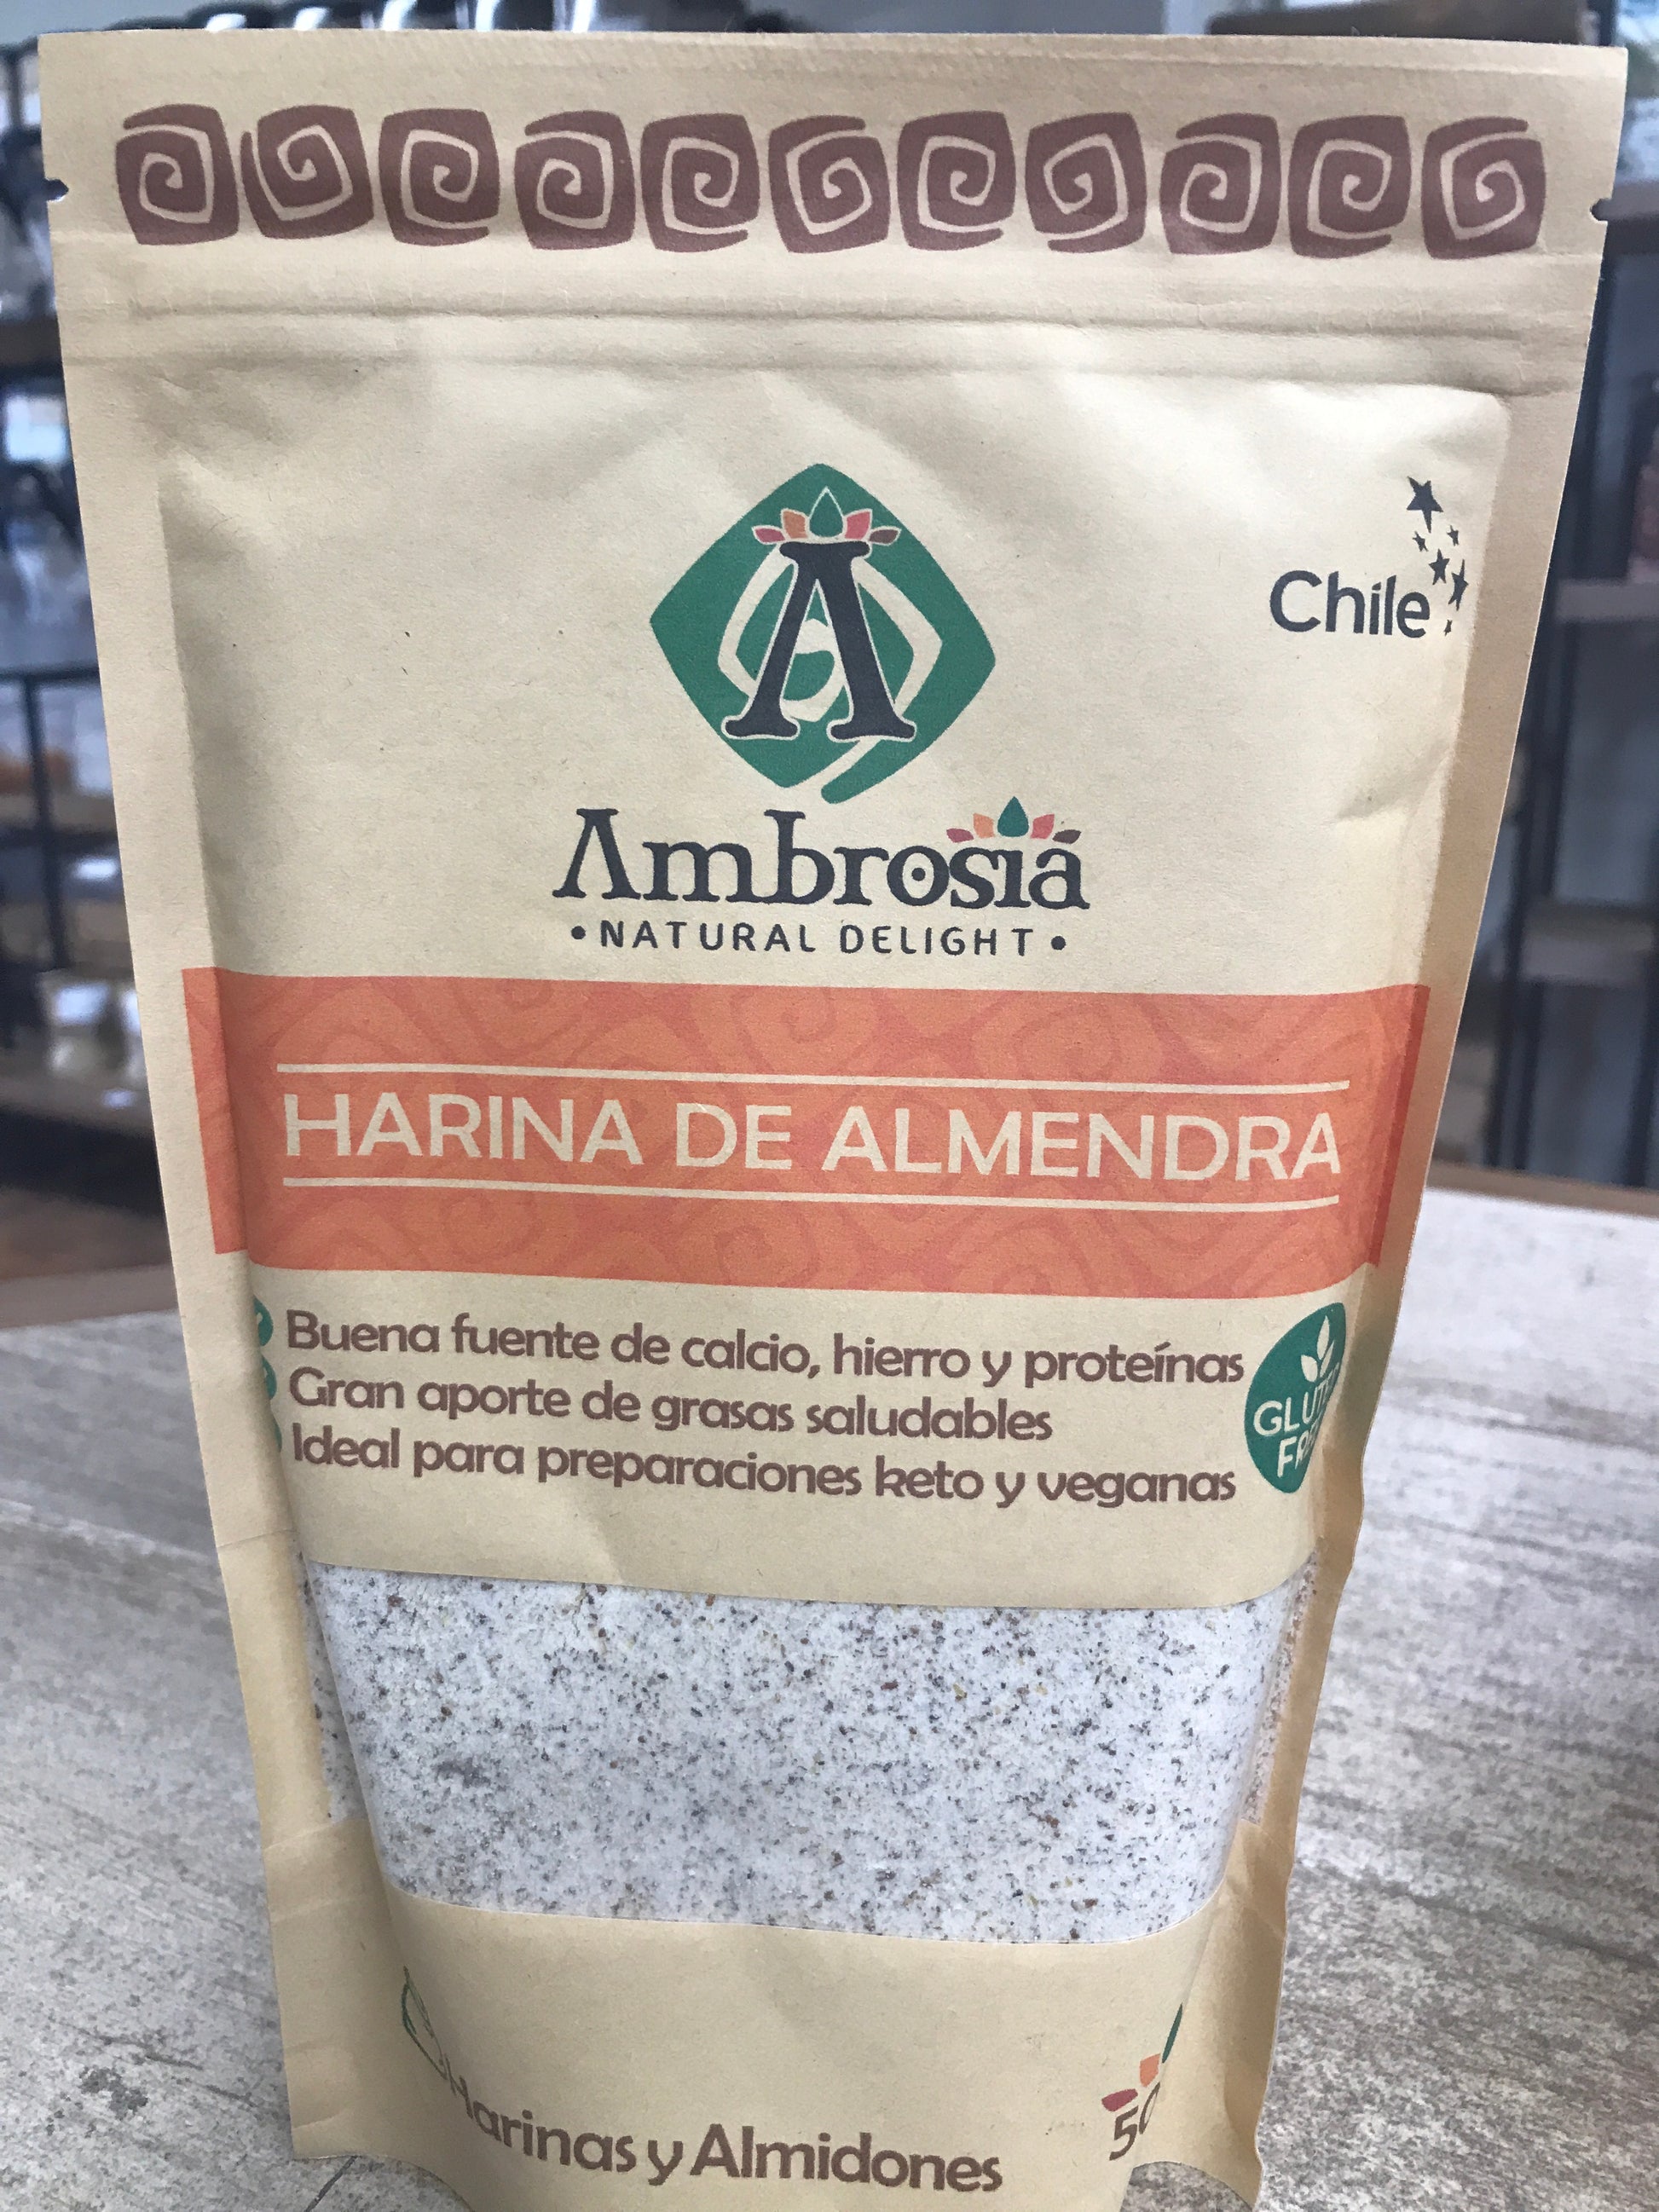 Chile
Ambrosia
•NATURAL DELIGHT•
HARINA DE ALMENDRA
Buena fuente de calcio, hierro y proteínas
Gran aporte de grasas saludables
Ideal para preparaciones keto y veganas
Harinas y Almidones